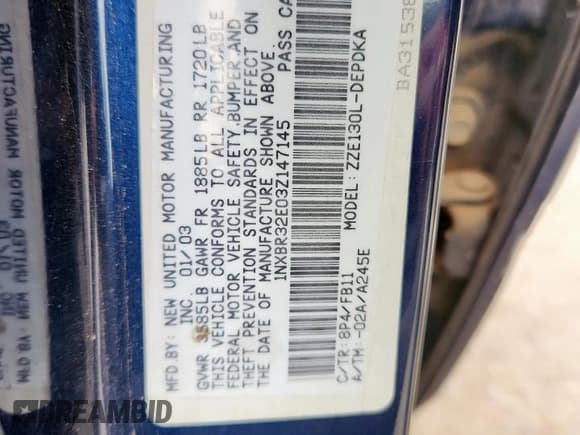 MFD.BY: NEW UNITED MOTOR MANUFACTURING
INC. 01/03
GVWR 3585LB GAWR FR 1885LB RR 1720LB
THIS VEHICLE CONFORMS TO ALL APPLICABLE
FEDERAL MOTOR VEHICLE SAFETY,BUMPER,AND
THEFT PREVENTION STANDARDS IN EFFECT ON
THE DATE OF MANUFACTURE SHOWN ABOVE.
1NXBR32E03Z147145 PASS CA
C/TR: 8P4/FB11 MODEL: ZZE130L-DEPDKA
A/TM: -02A/A245E
BA31538
DREAMBID